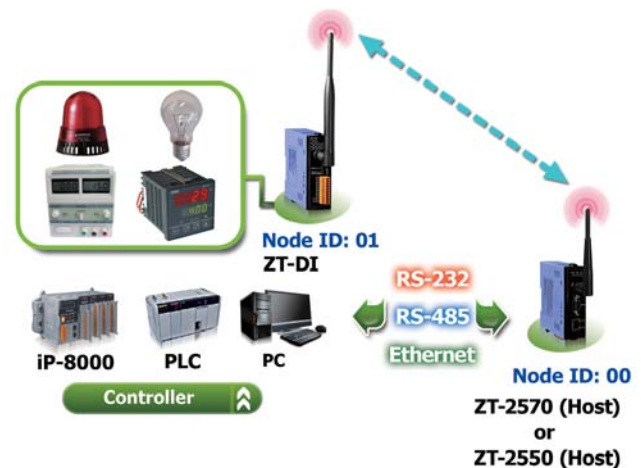 Node ID: 01
ZT-DI
RS-232
RS-485
Ethernet
iP-8000
PLC
PC
Controller
Node ID: 00
ZT-2570 (Host)
or
ZT-2550 (Host)